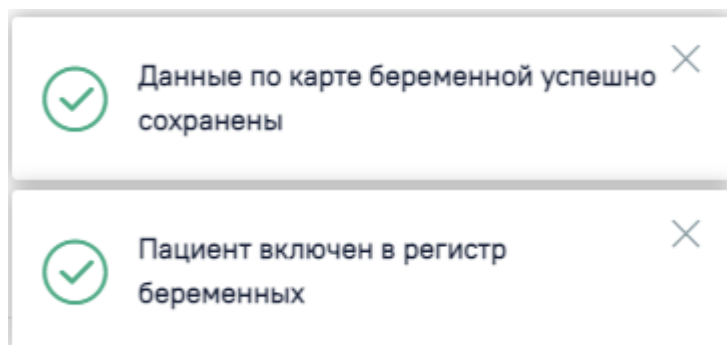 Данные по карте беременной успешно
сохранены
Пациент включен в регистр
беременных